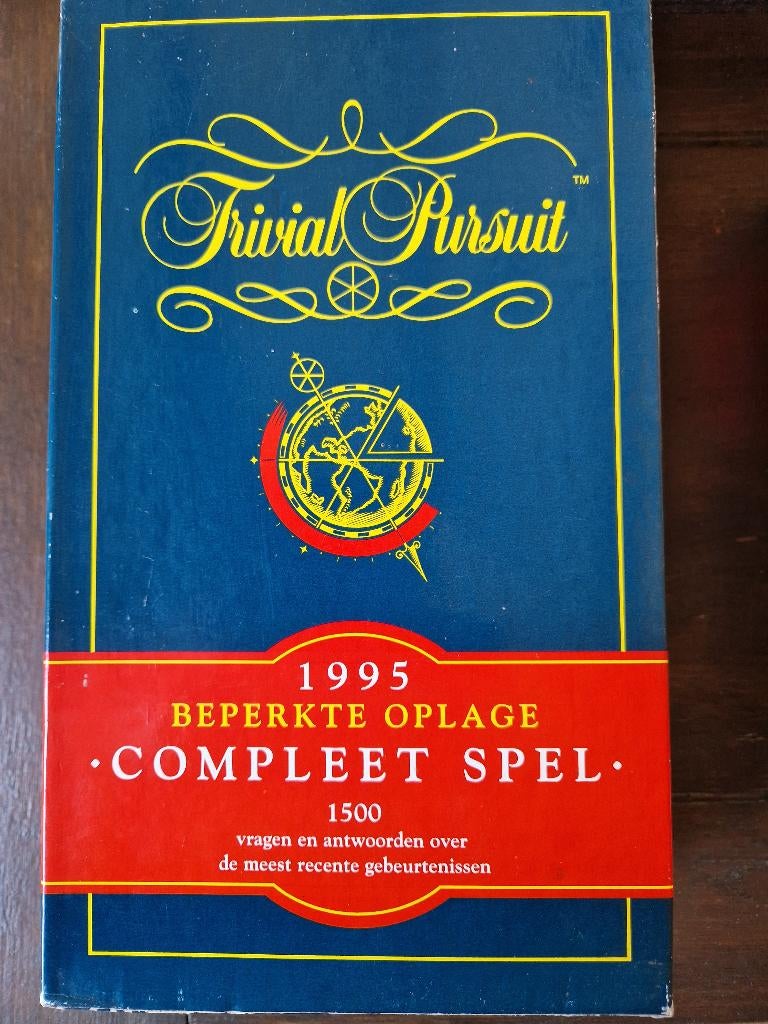 Trivial Pursuit™
1995
BEPERKTE OPLAGE
· COMPLEET SPEL ·
1500
vragen en antwoorden over
de meest recente gebeurtenissen